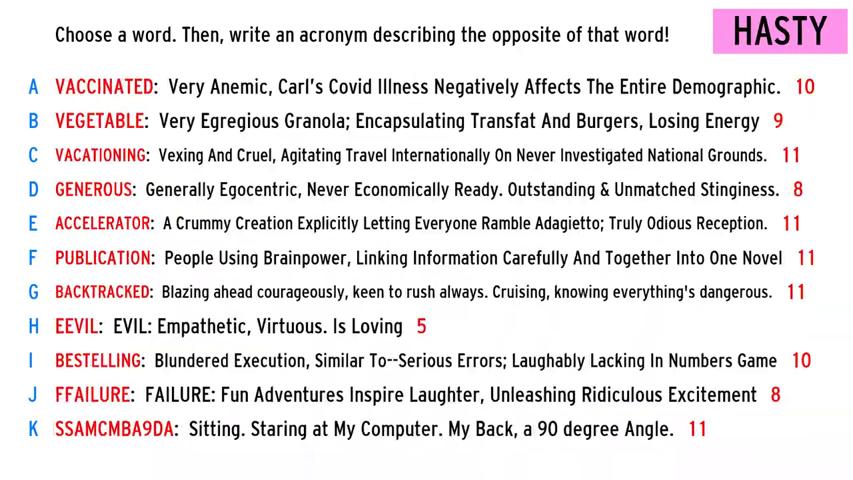 Choose a word. Then, write an acronym describing the opposite of that word!
HASTY
A VACCINATED: Very Anemic, Carl's Covid Illness Negatively Affects The Entire Demographic. 10
B VEGETABLE: Very Egregious Granola; Encapsulating Transfat And Burgers, Losing Energy 9
C VACATIONING: Vexing And Cruel, Agitating Travel Internationally On Never Investigated National Grounds. 11
D GENEROUS: Generally Egocentric, Never Economically Ready. Outstanding & Unmatched Stinginess. 8
E ACCELERATOR: A Crummy Creation Explicitly Letting Everyone Ramble Adagietto; Truly Odious Reception. 11
F PUBLICATION: People Using Brainpower, Linking Information Carefully And Together Into One Novel 11
G BACKTRACKED: Blazing ahead courageously, keen to rush always. Cruising, knowing everything's dangerous. 11
H EEVIL: EVIL: Empathetic, Virtuous. Is Loving 5
I BESTELLING: Blundered Execution, Similar To--Serious Errors; Laughably Lacking In Numbers Game 10
J FFAILURE: FAILURE: Fun Adventures Inspire Laughter, Unleashing Ridiculous Excitement 8
K SSAMCMBA9DA: Sitting. Staring at My Computer. My Back, a 90 degree Angle. 11